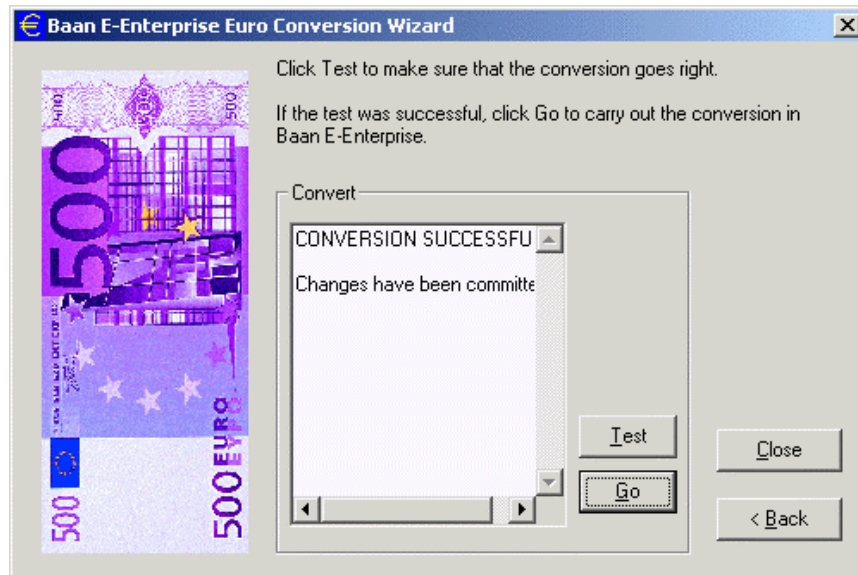 Baan E-Enterprise Euro Conversion Wizard
Click Test to make sure that the conversion goes right.
If the test was successful, click Go to carry out the conversion in
Baan E-Enterprise.
Convert
CONVERSION SUCCESSFU
Changes have been committe
Test
Go
Close
< Back
500
500
500
500
500 EURO
ΕΥΡΩ